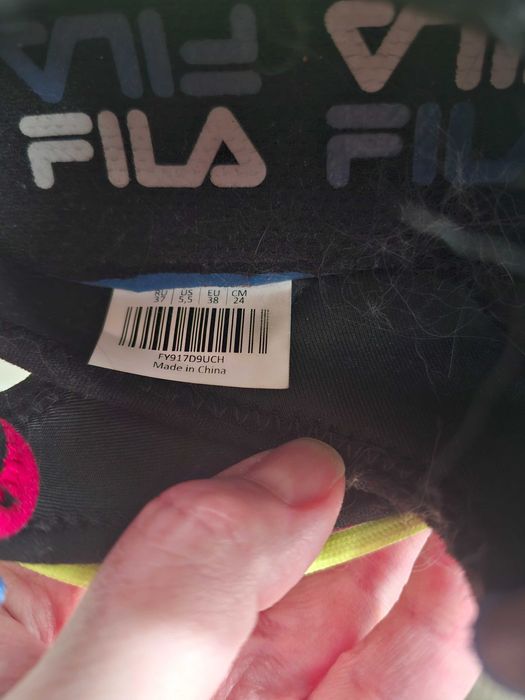 FILA FILA
FILA FILA
RU US EU CM
37 5,5 38 24
FY917D9UCH
Made in China